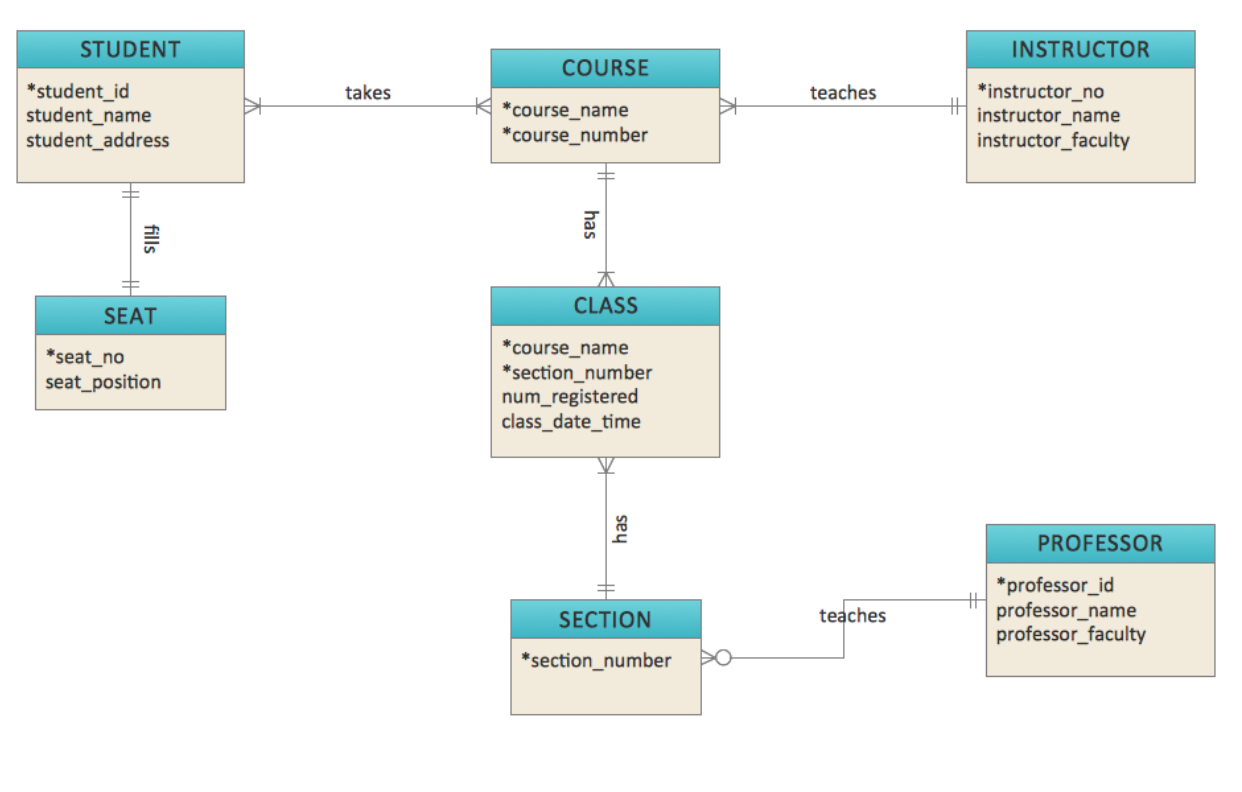 STUDENT
*student_id
student_name
student_address
takes
COURSE
*course_name
*course_number
teaches
INSTRUCTOR
*instructor_no
instructor_name
instructor_faculty
fills
has
SEAT
*seat_no
seat_position
CLASS
*course_name
*section_number
num_registered
class_date_time
has
SECTION
*section_number
teaches
PROFESSOR
*professor_id
professor_name
professor_faculty